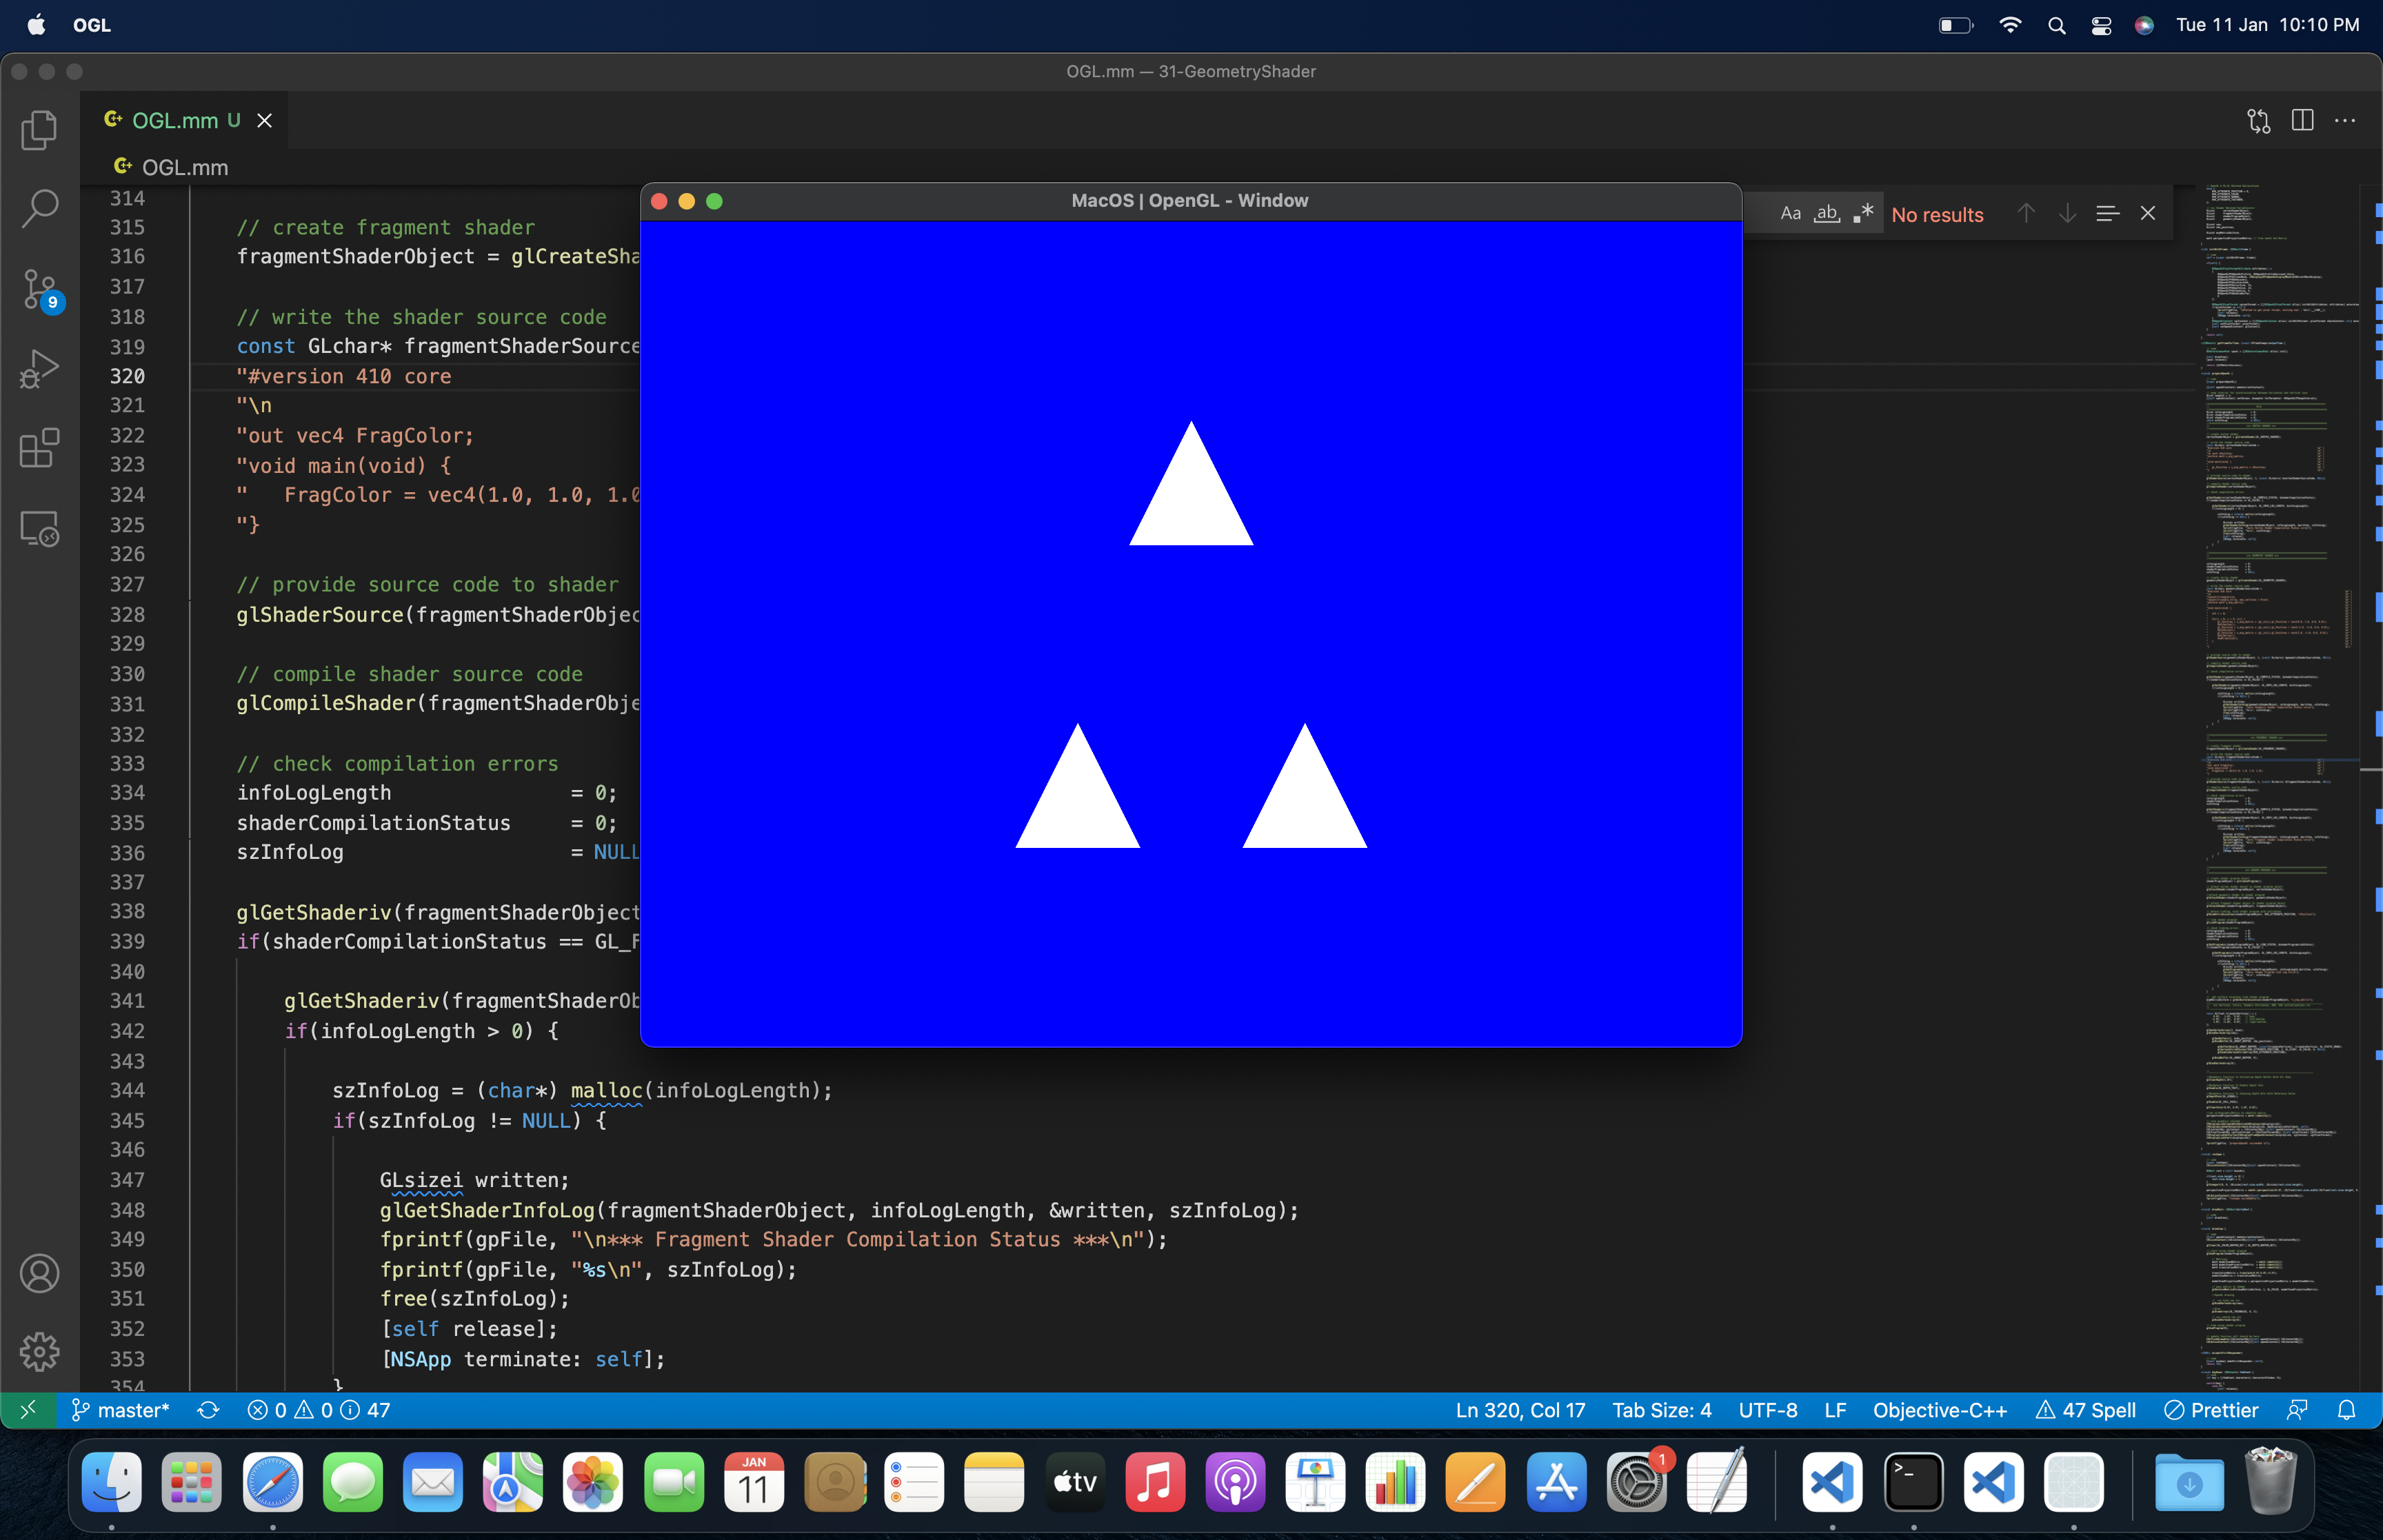 OGL
Tue 11 Jan 10:10 PM
OGL.mm — 31-GeometryShader
OGL.mm U
OGL.mm
MacOS | OpenGL - Window
Aa ab .* No results
314
315 // create fragment shader
316 fragmentShaderObject = glCreateSha
317
318 // write the shader source code
319 const GLchar* fragmentShaderSource
320 "#version 410 core
321 "\n
322 "out vec4 FragColor;
323 "void main(void) {
324 " FragColor = vec4(1.0, 1.0, 1.0
325 "}
326
327 // provide source code to shader
328 glShaderSource(fragmentShaderObjec
329
330 // compile shader source code
331 glCompileShader(fragmentShaderObje
332
333 // check compilation errors
334 infoLogLength = 0;
335 shaderCompilationStatus = 0;
336 szInfoLog = NULL
337
338 glGetShaderiv(fragmentShaderObject
339 if(shaderCompilationStatus == GL_F
340
341 glGetShaderiv(fragmentShaderOb
342 if(infoLogLength > 0) {
343
344 szInfoLog = (char*) malloc(infoLogLength);
345 if(szInfoLog != NULL) {
346
347 GLsizei written;
348 glGetShaderInfoLog(fragmentShaderObject, infoLogLength, &written, szInfoLog);
349 fprintf(gpFile, "\n*** Fragment Shader Compilation Status ***\n");
350 fprintf(gpFile, "%s\n", szInfoLog);
351 free(szInfoLog);
352 [self release];
353 [NSApp terminate: self];
354 }
9
master* 0 0 47
Ln 320, Col 17 Tab Size: 4 UTF-8 LF Objective-C++ 47 Spell Prettier
JAN
11
tv
1
>_